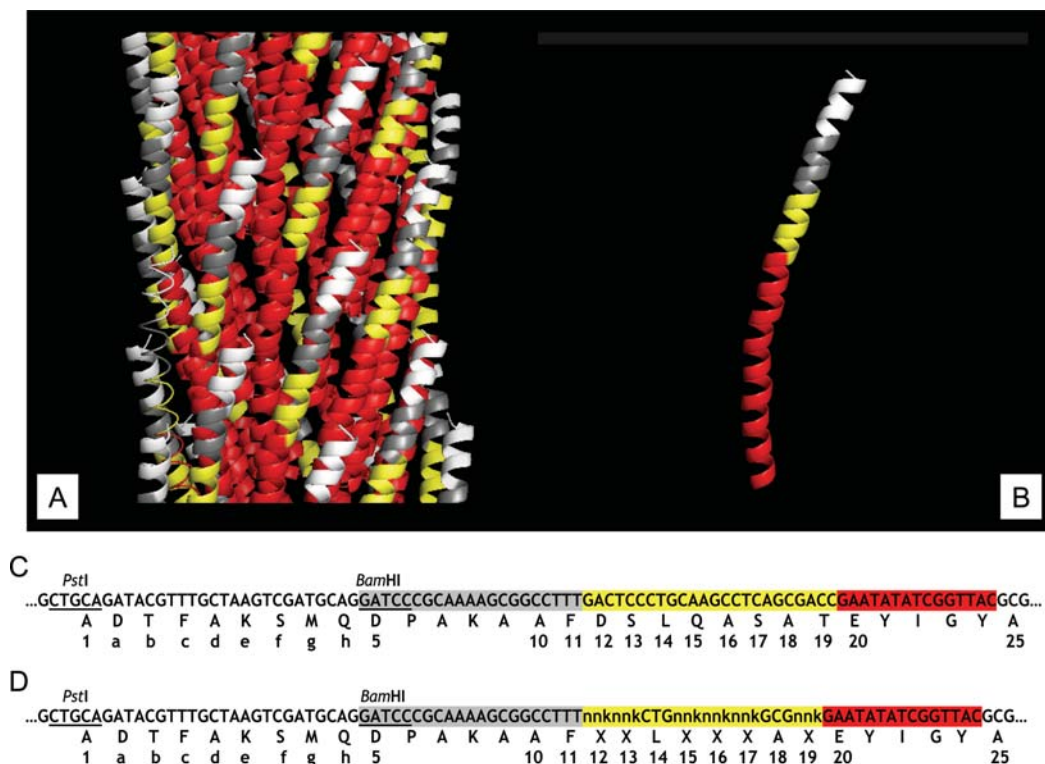 A
B
C
PstI BamHI
...GCTGCAGATACGTTTGCTAAGTCGATGCAGGATCCCGCAAAAGCGGCCTTTGACTCCCTGCAAGCCTCAGCGACCGAATATATCGGTTACGCG...
A D T F A K S M Q D P A K A A F D S L Q A S A T E Y I G Y A
1 a b c d e f g h 5 10 11 12 13 14 15 16 17 18 19 20 25
D
PstI BamHI
...GCTGCAGATACGTTTGCTAAGTCGATGCAGGATCCCGCAAAAGCGGCCTTTnnknnkCTGnnknnknnkGCGnnkGAATATATCGGTTACGCG...
A D T F A K S M Q D P A K A A F X X L X X X A X E Y I G Y A
1 a b c d e f g h 5 10 11 12 13 14 15 16 17 18 19 20 25